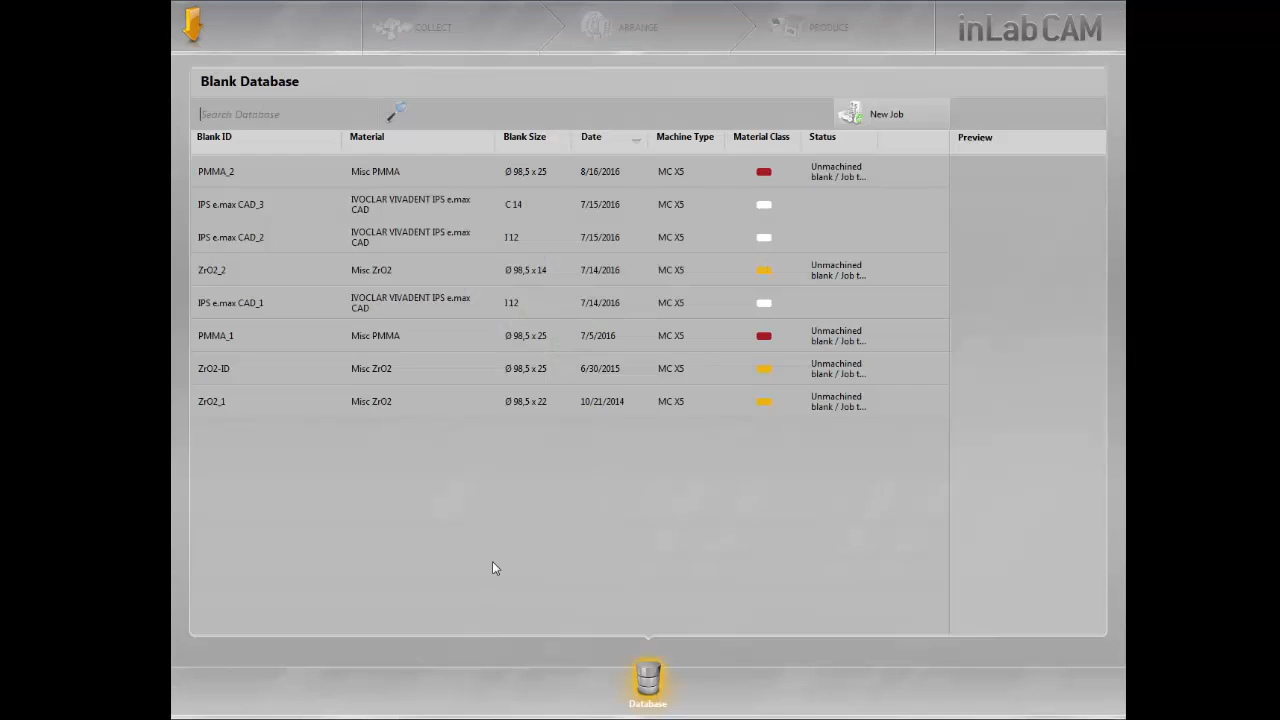 COLLECT
ARRANGE
PRODUCE
inLab CAM
Blank Database
Search Database
New Job
Blank ID Material Blank Size Date Machine Type Material Class Status Preview
PMMA_2 Misc PMMA Ø 98,5 x 25 8/16/2016 MC X5 Unmachined
blank / Job t...
IPS e.max CAD_3 IVOCLAR VIVADENT IPS e.max
CAD C 14 7/15/2016 MC X5
IPS e.max CAD_2 IVOCLAR VIVADENT IPS e.max
CAD I 12 7/15/2016 MC X5
ZrO2_2 Misc ZrO2 Ø 98,5 x 14 7/14/2016 MC X5 Unmachined
blank / Job t...
IPS e.max CAD_1 IVOCLAR VIVADENT IPS e.max
CAD I 12 7/14/2016 MC X5
PMMA_1 Misc PMMA Ø 98,5 x 25 7/5/2016 MC X5 Unmachined
blank / Job t...
ZrO2-ID Misc ZrO2 Ø 98,5 x 25 6/30/2015 MC X5 Unmachined
blank / Job t...
ZrO2_1 Misc ZrO2 Ø 98,5 x 22 10/21/2014 MC X5 Unmachined
blank / Job t...
Database